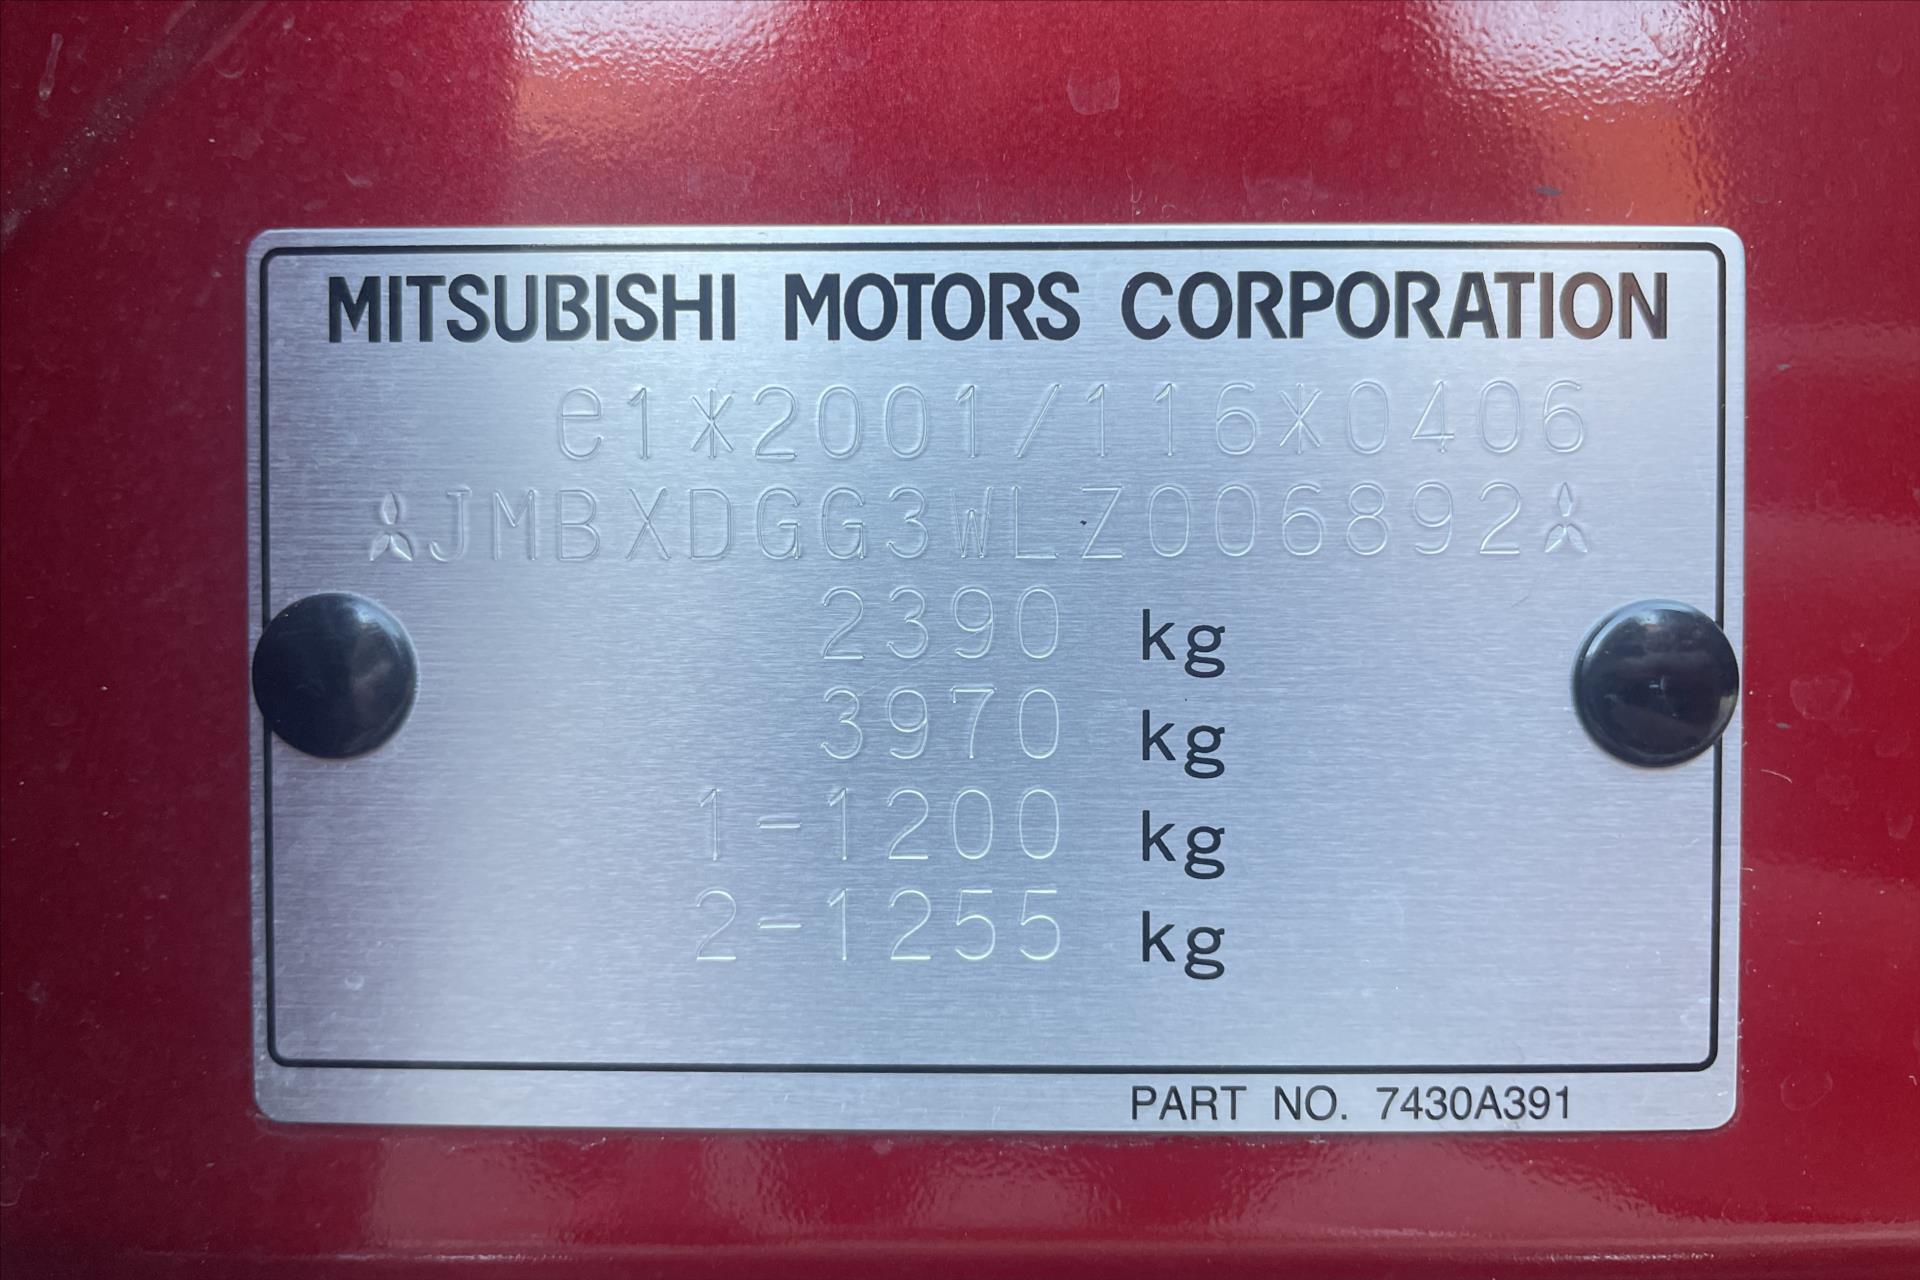 MITSUBISHI MOTORS CORPORATION
e1*2001/116*0406
JMBXDGG3WLZ006892
2390 kg
3970 kg
1-1200 kg
2-1255 kg
PART NO. 7430A391